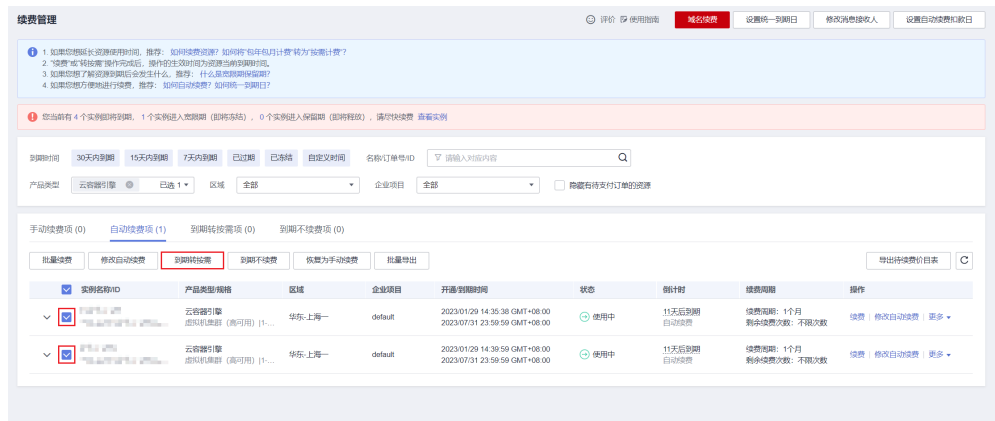 续费管理
评价 使用指南 域名续费 设置统一到期日 修改消息接收人 设置自动续费扣款日
1. 如果您想延长资源使用时间，推荐： 如何续费资源? 如何将“包年包月计费”转为“按需计费”?
2. “续费”或“转按需”操作完成后，操作的生效时间为资源当前到期时间。
3. 如果您想了解资源到期后会发生什么，推荐： 什么是宽限期保留期?
4. 如果您想方便地进行续费，推荐： 如何自动续费? 如何统一到期日?
您当前有 4 个实例即将到期， 1 个实例进入宽限期（即将冻结）， 0 个实例进入保留期（即将释放），请尽快续费 查看实例
到期时间 30天内到期 15天内到期 7天内到期 已过期 已冻结 自定义时间 名称/订单号/ID 请输入对应内容
产品类型 云容器引擎 已选 1 区域 全部 企业项目 全部 隐藏有待支付订单的资源
手动续费项 (0) 自动续费项 (1) 到期转按需项 (0) 到期不续费项 (0)
批量续费 修改自动续费 到期转按需 到期不续费 恢复为手动续费 批量导出 导出待续费价目表
实例名称/ID 产品类型/规格 区域 企业项目 开通/到期时间 状态 倒计时 续费周期 操作
云容器引擎 华东-上海一 default 2023/01/29 14:35:38 GMT+08:00 使用中 11天后到期 续费周期： 1个月 续费 修改自动续费 更多
虚拟机集群（高可用）|1-... 2023/07/31 23:59:59 GMT+08:00 自动续费 剩余续费次数： 不限次数
云容器引擎 华东-上海一 default 2023/01/29 14:39:59 GMT+08:00 使用中 11天后到期 续费周期： 1个月 续费 修改自动续费 更多
虚拟机集群（高可用）|1-... 2023/07/31 23:59:59 GMT+08:00 自动续费 剩余续费次数： 不限次数